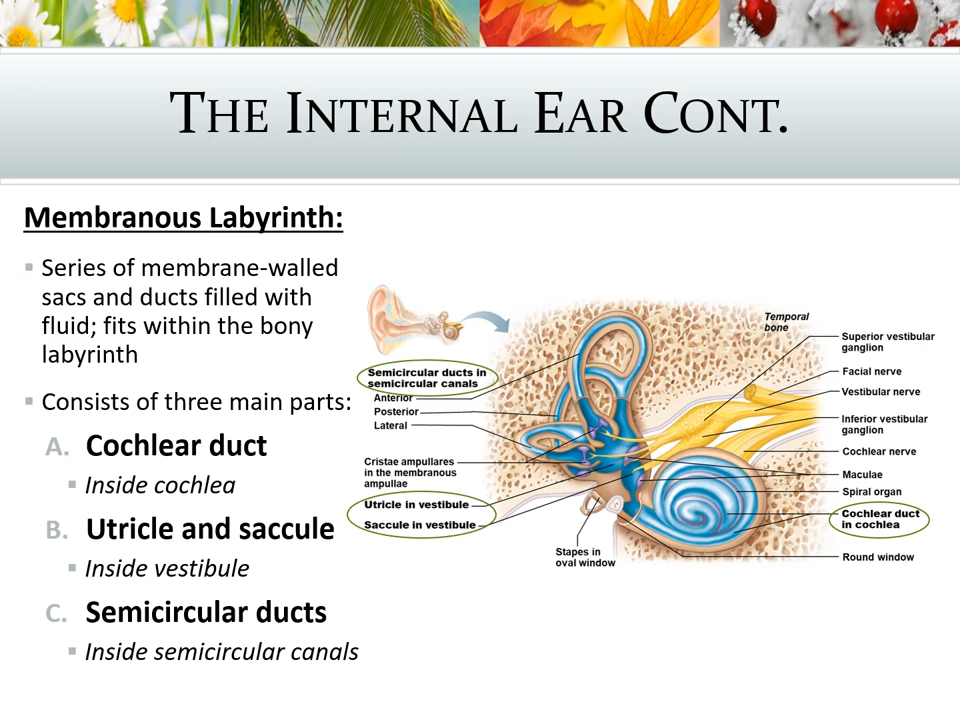 THE INTERNAL EAR CONT.
Membranous Labyrinth:
▪ Series of membrane-walled
sacs and ducts filled with
fluid; fits within the bony
labyrinth
▪ Consists of three main parts:
A. Cochlear duct
▪ Inside cochlea
B. Utricle and saccule
▪ Inside vestibule
C. Semicircular ducts
▪ Inside semicircular canals
Semicircular ducts in
semicircular canals
Anterior
Posterior
Lateral
Cristae ampullares
in the membranous
ampullae
Utricle in vestibule
Saccule in vestibule
Stapes in
oval window
Temporal
bone
Superior vestibular
ganglion
Facial nerve
Vestibular nerve
Inferior vestibular
ganglion
Cochlear nerve
Maculae
Spiral organ
Cochlear duct
in cochlea
Round window